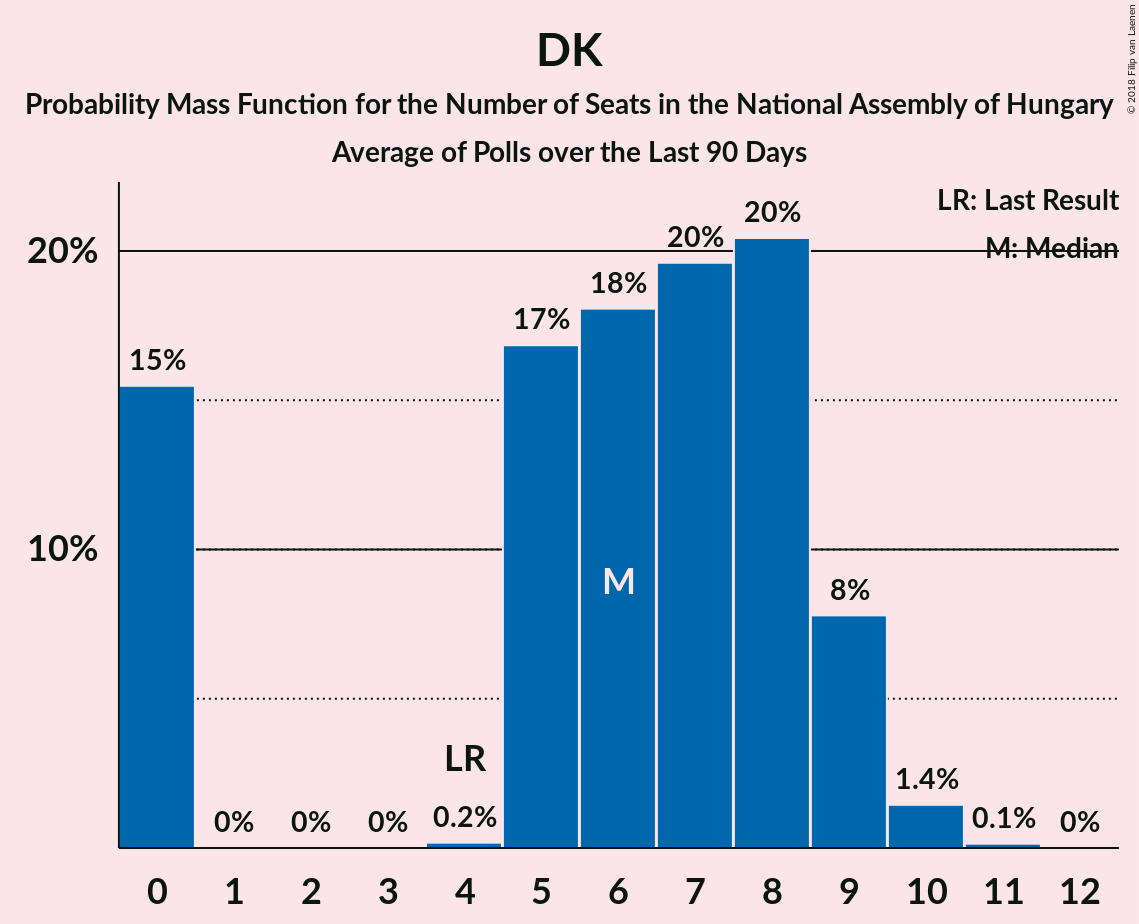 DK
Probability Mass Function for the Number of Seats in the National Assembly of Hungary
Average of Polls over the Last 90 Days
© 2018 Filip van Laenen
LR: Last Result
M: Median
20%
10%
15%
0%
0%
0%
0.2%
17%
18%
20%
20%
8%
1.4%
0.1%
0%
LR
M
0 1 2 3 4 5 6 7 8 9 10 11 12